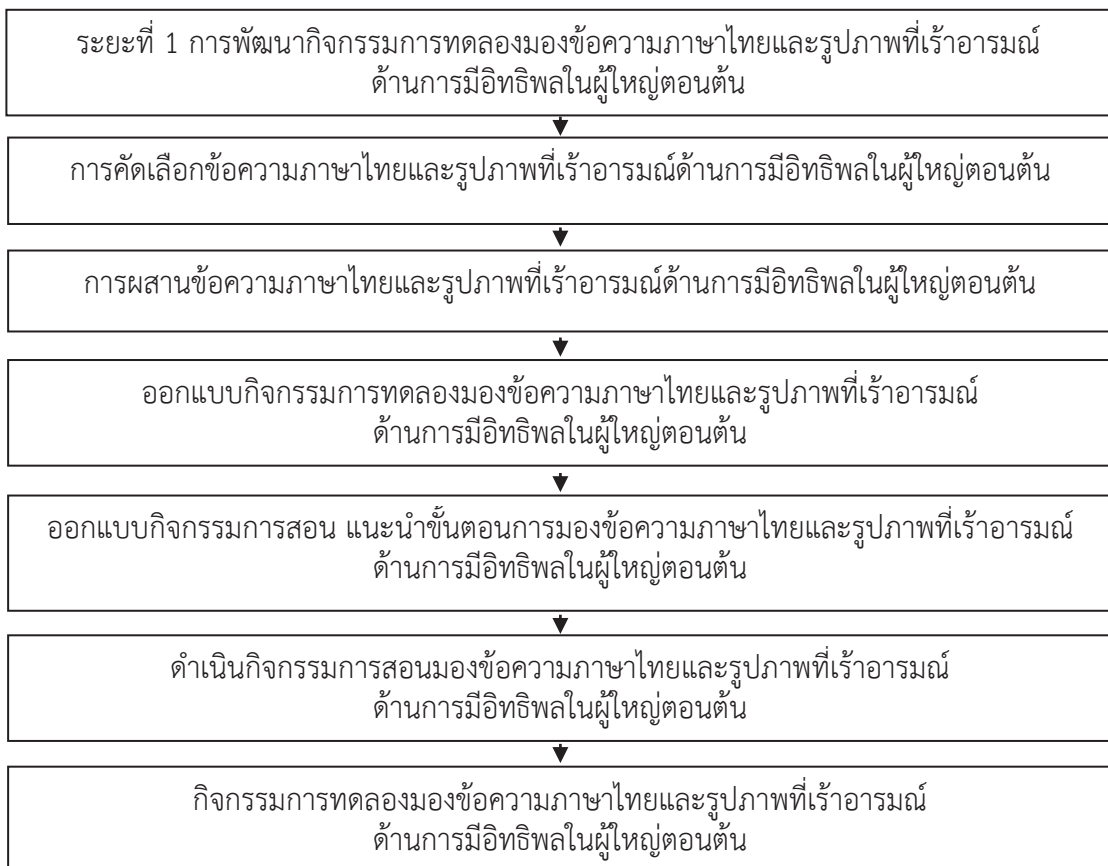 ระยะที่ 1 การพัฒนากิจกรรมการทดลองมองข้อความภาษาไทยและรูปภาพที่เร้าอารมณ์
ด้านการมีอิทธิพลในผู้ใหญ่ตอนต้น
การคัดเลือกข้อความภาษาไทยและรูปภาพที่เร้าอารมณ์ด้านการมีอิทธิพลในผู้ใหญ่ตอนต้น
การผสานข้อความภาษาไทยและรูปภาพที่เร้าอารมณ์ด้านการมีอิทธิพลในผู้ใหญ่ตอนต้น
ออกแบบกิจกรรมการทดลองมองข้อความภาษาไทยและรูปภาพที่เร้าอารมณ์
ด้านการมีอิทธิพลในผู้ใหญ่ตอนต้น
ออกแบบกิจกรรมการสอน แนะนำขั้นตอนการมองข้อความภาษาไทยและรูปภาพที่เร้าอารมณ์
ด้านการมีอิทธิพลในผู้ใหญ่ตอนต้น
ดำเนินกิจกรรมการสอนมองข้อความภาษาไทยและรูปภาพที่เร้าอารมณ์
ด้านการมีอิทธิพลในผู้ใหญ่ตอนต้น
กิจกรรมการทดลองมองข้อความภาษาไทยและรูปภาพที่เร้าอารมณ์
ด้านการมีอิทธิพลในผู้ใหญ่ตอนต้น